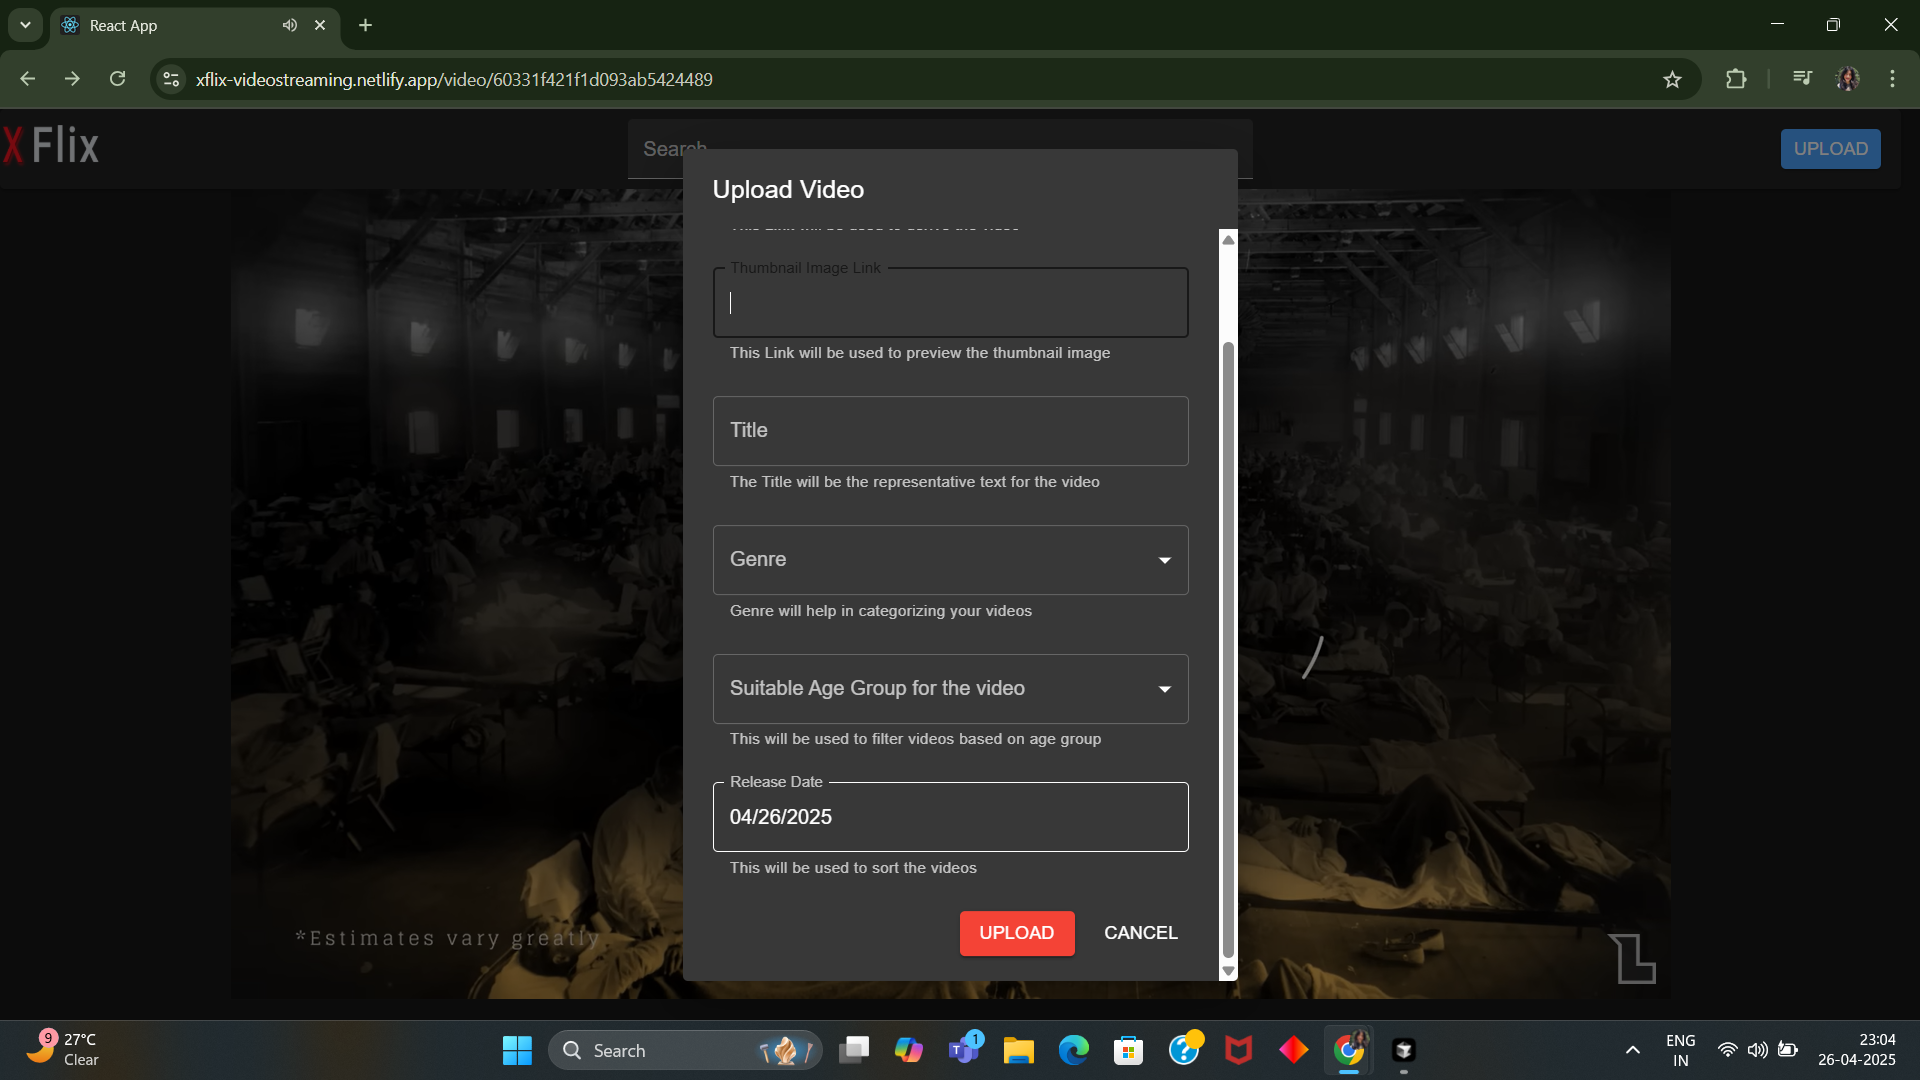 React App
xflix-videostreaming.netlify.app/video/60331f421f1d093ab5424489
X Flix
Search
UPLOAD
Upload Video
Thumbnail Image Link
This Link will be used to preview the thumbnail image
Title
The Title will be the representative text for the video
Genre
Genre will help in categorizing your videos
Suitable Age Group for the video
This will be used to filter videos based on age group
Release Date
04/26/2025
This will be used to sort the videos
UPLOAD
CANCEL
*Estimates vary greatly
9
27°C
Clear
Search
1
ENG
IN
23:04
26-04-2025